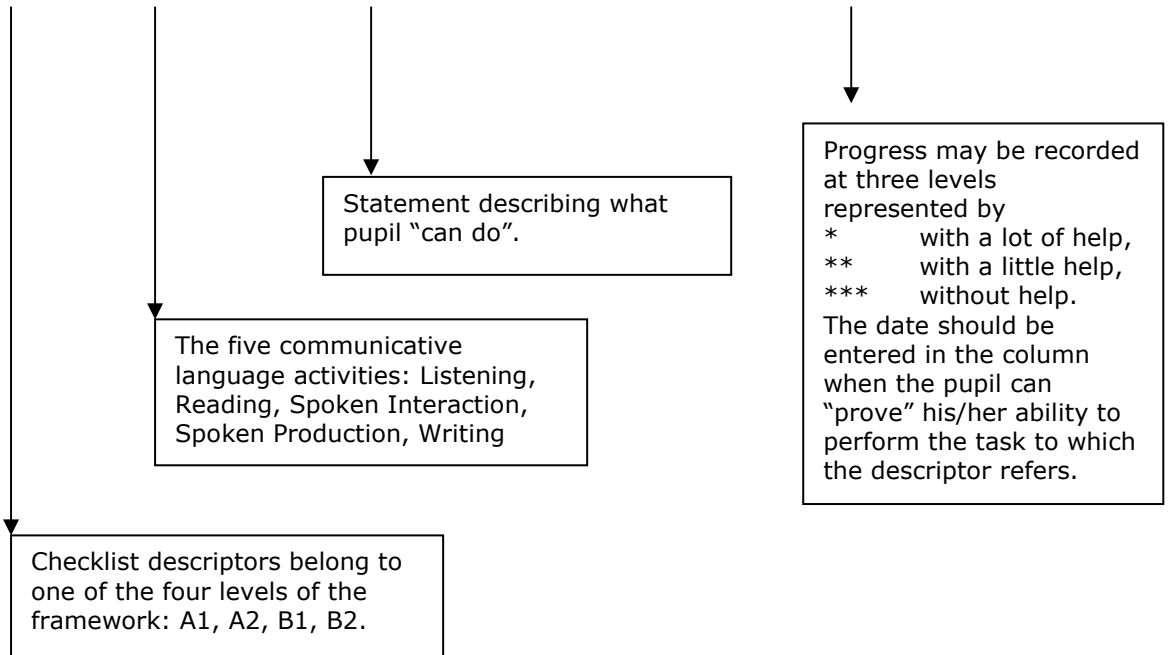 Statement describing what
pupil “can do”.
The five communicative
language activities: Listening,
Reading, Spoken Interaction,
Spoken Production, Writing
Checklist descriptors belong to
one of the four levels of the
framework: A1, A2, B1, B2.
Progress may be recorded
at three levels
represented by
* with a lot of help,
** with a little help,
*** without help.
The date should be
entered in the column
when the pupil can
“prove” his/her ability to
perform the task to which
the descriptor refers.